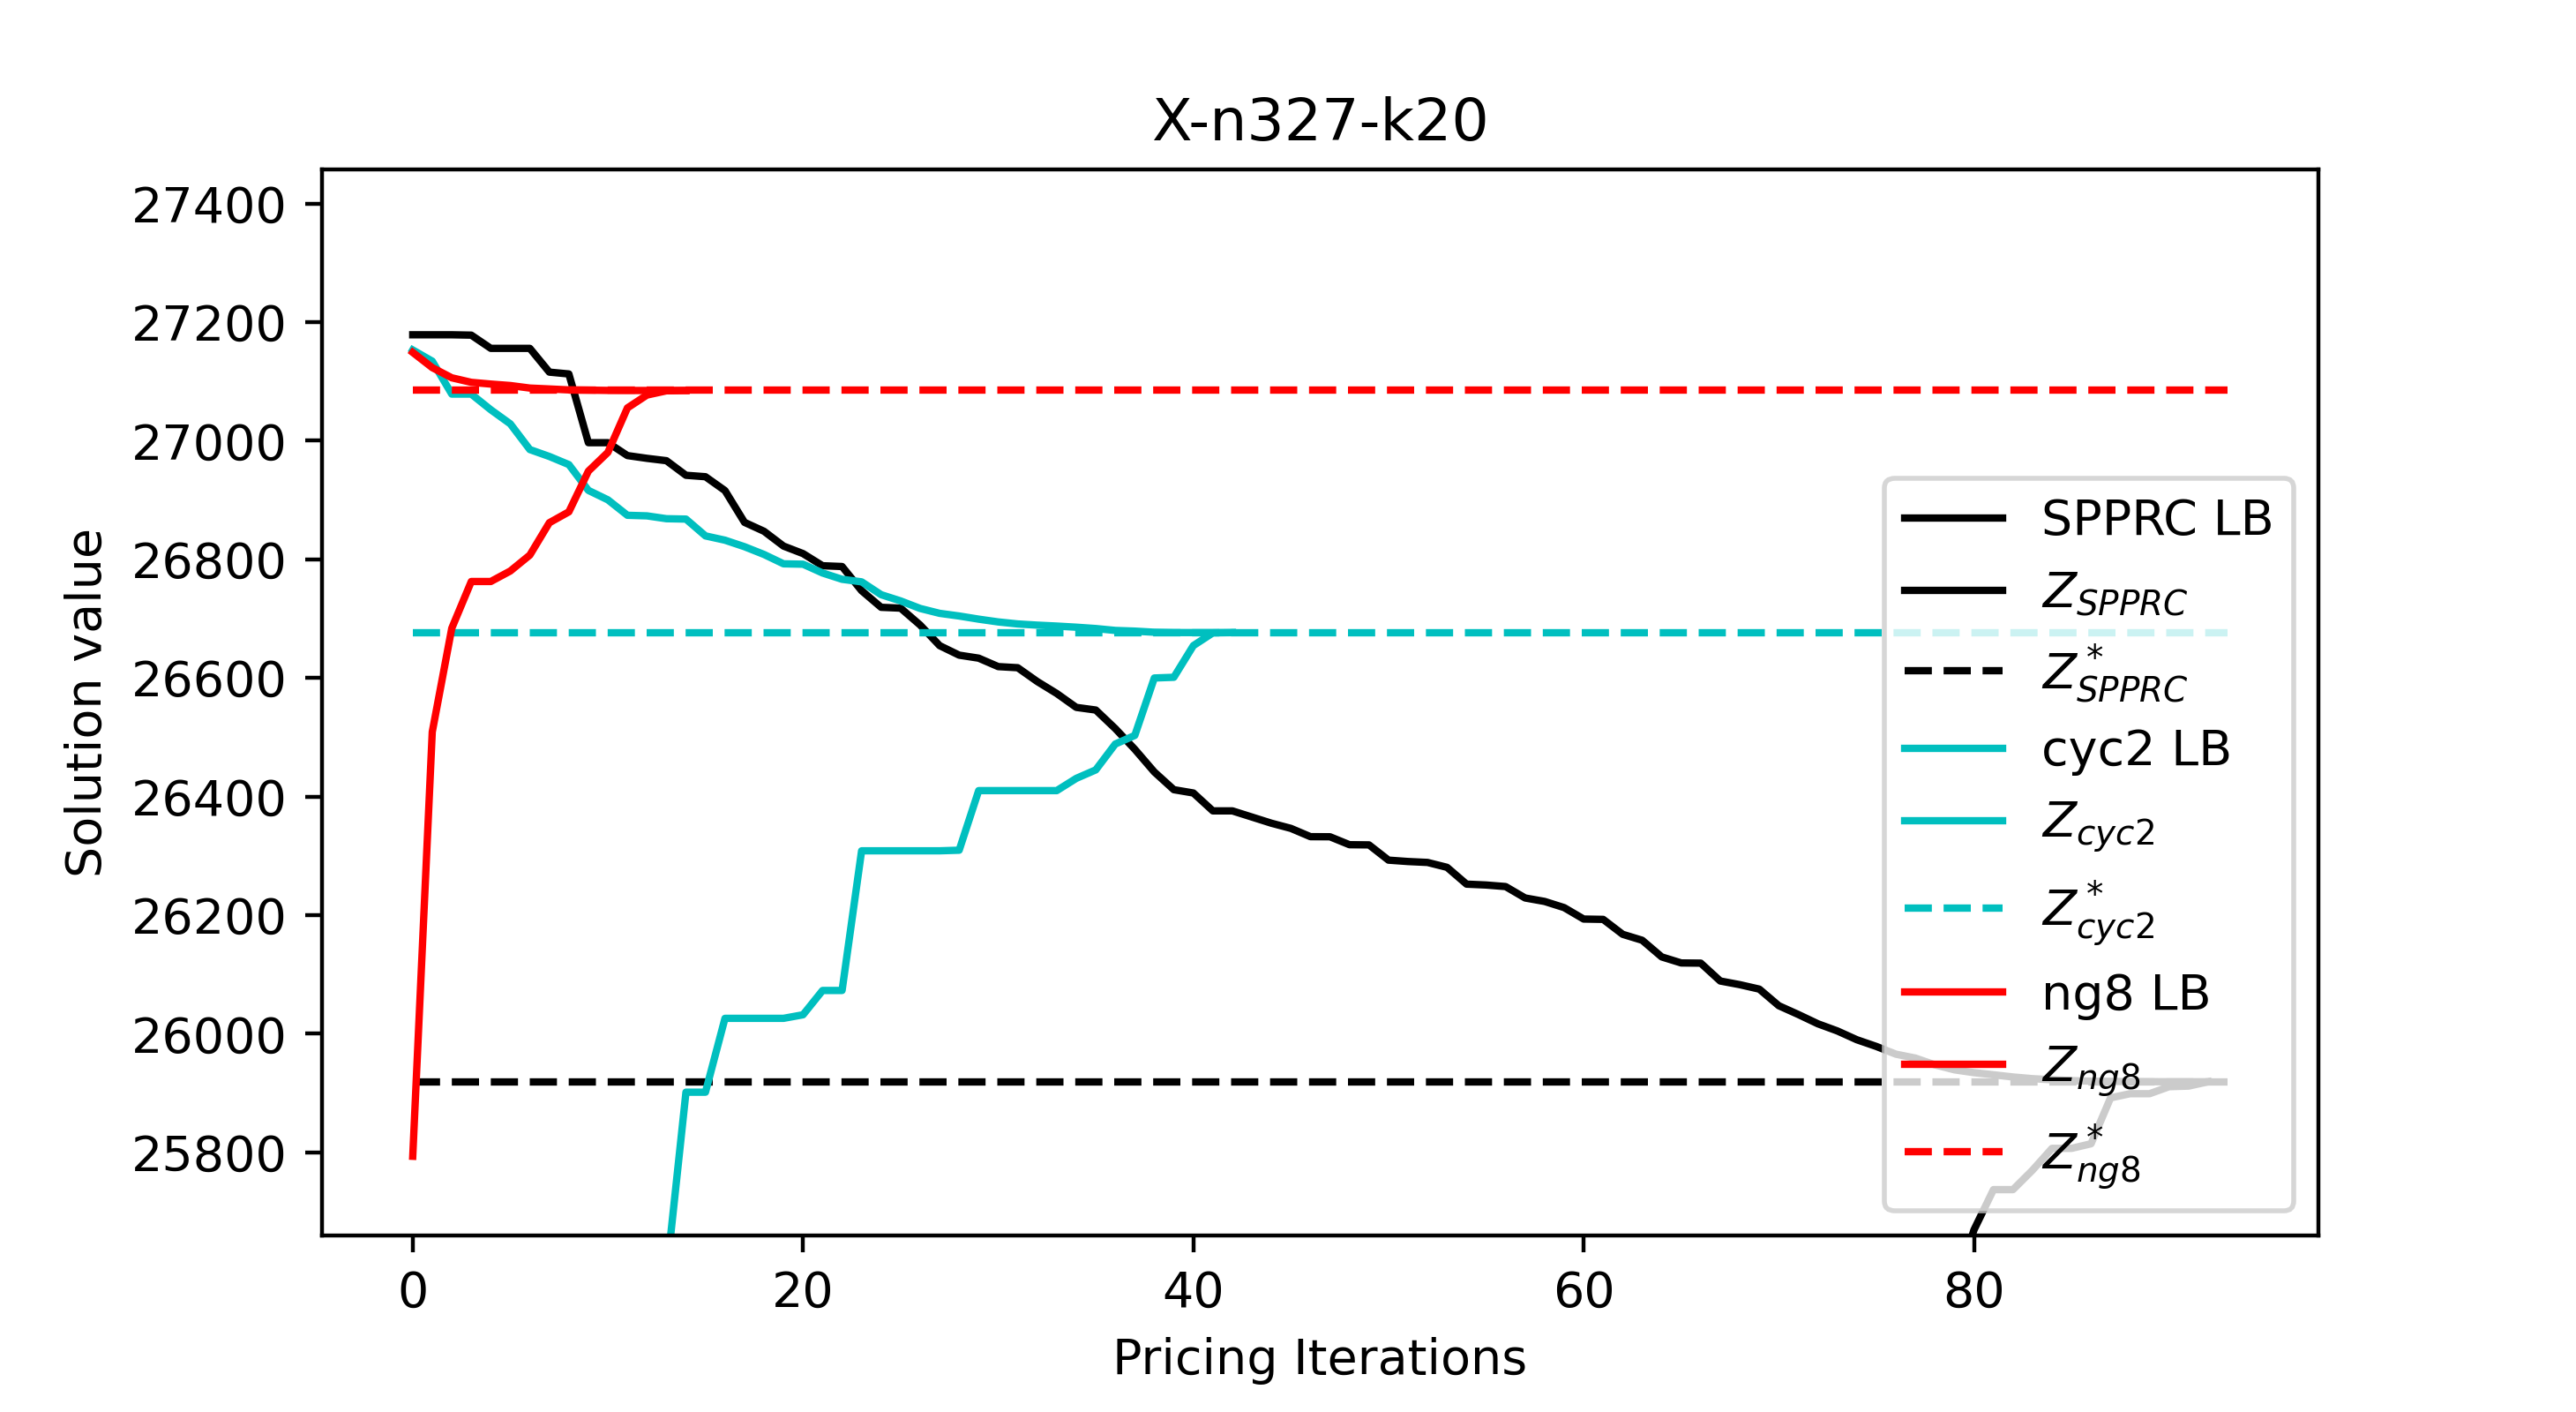 X-n327-k20
27400
27200
27000
26800
26600
26400
26200
26000
25800
Solution value
0 20 40 60 80
Pricing Iterations
SPPRC LB
Z_SPPRC
Z*_SPPRC
cyc2 LB
Z_cyc2
Z*_cyc2
ng8 LB
Z_ng8
Z*_ng8